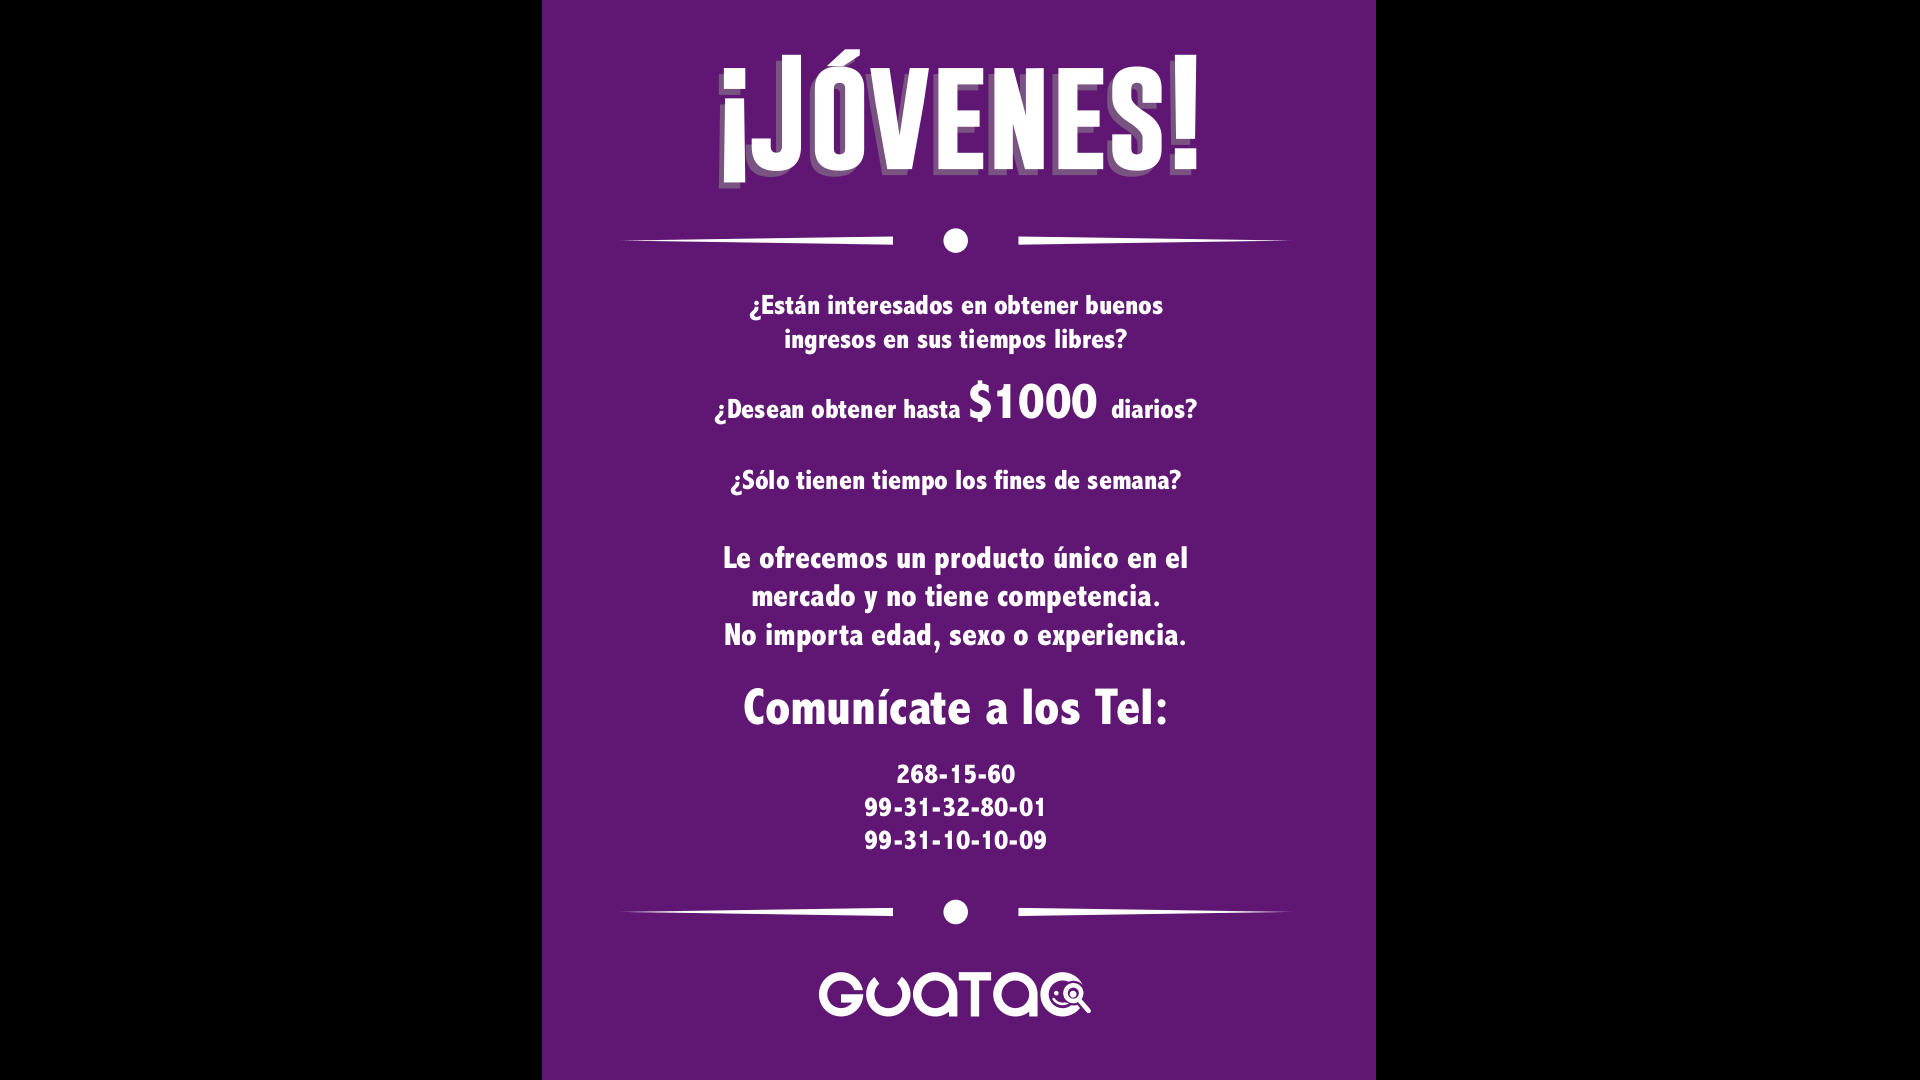 ¡JÓVENES!
¿Están interesados en obtener buenos
ingresos en sus tiempos libres?
¿Desean obtener hasta $1000 diarios?
¿Sólo tienen tiempo los fines de semana?
Le ofrecemos un producto único en el
mercado y no tiene competencia.
No importa edad, sexo o experiencia.
Comunícate a los Tel:
268-15-60
99-31-32-80-01
99-31-10-10-09
GUATAO